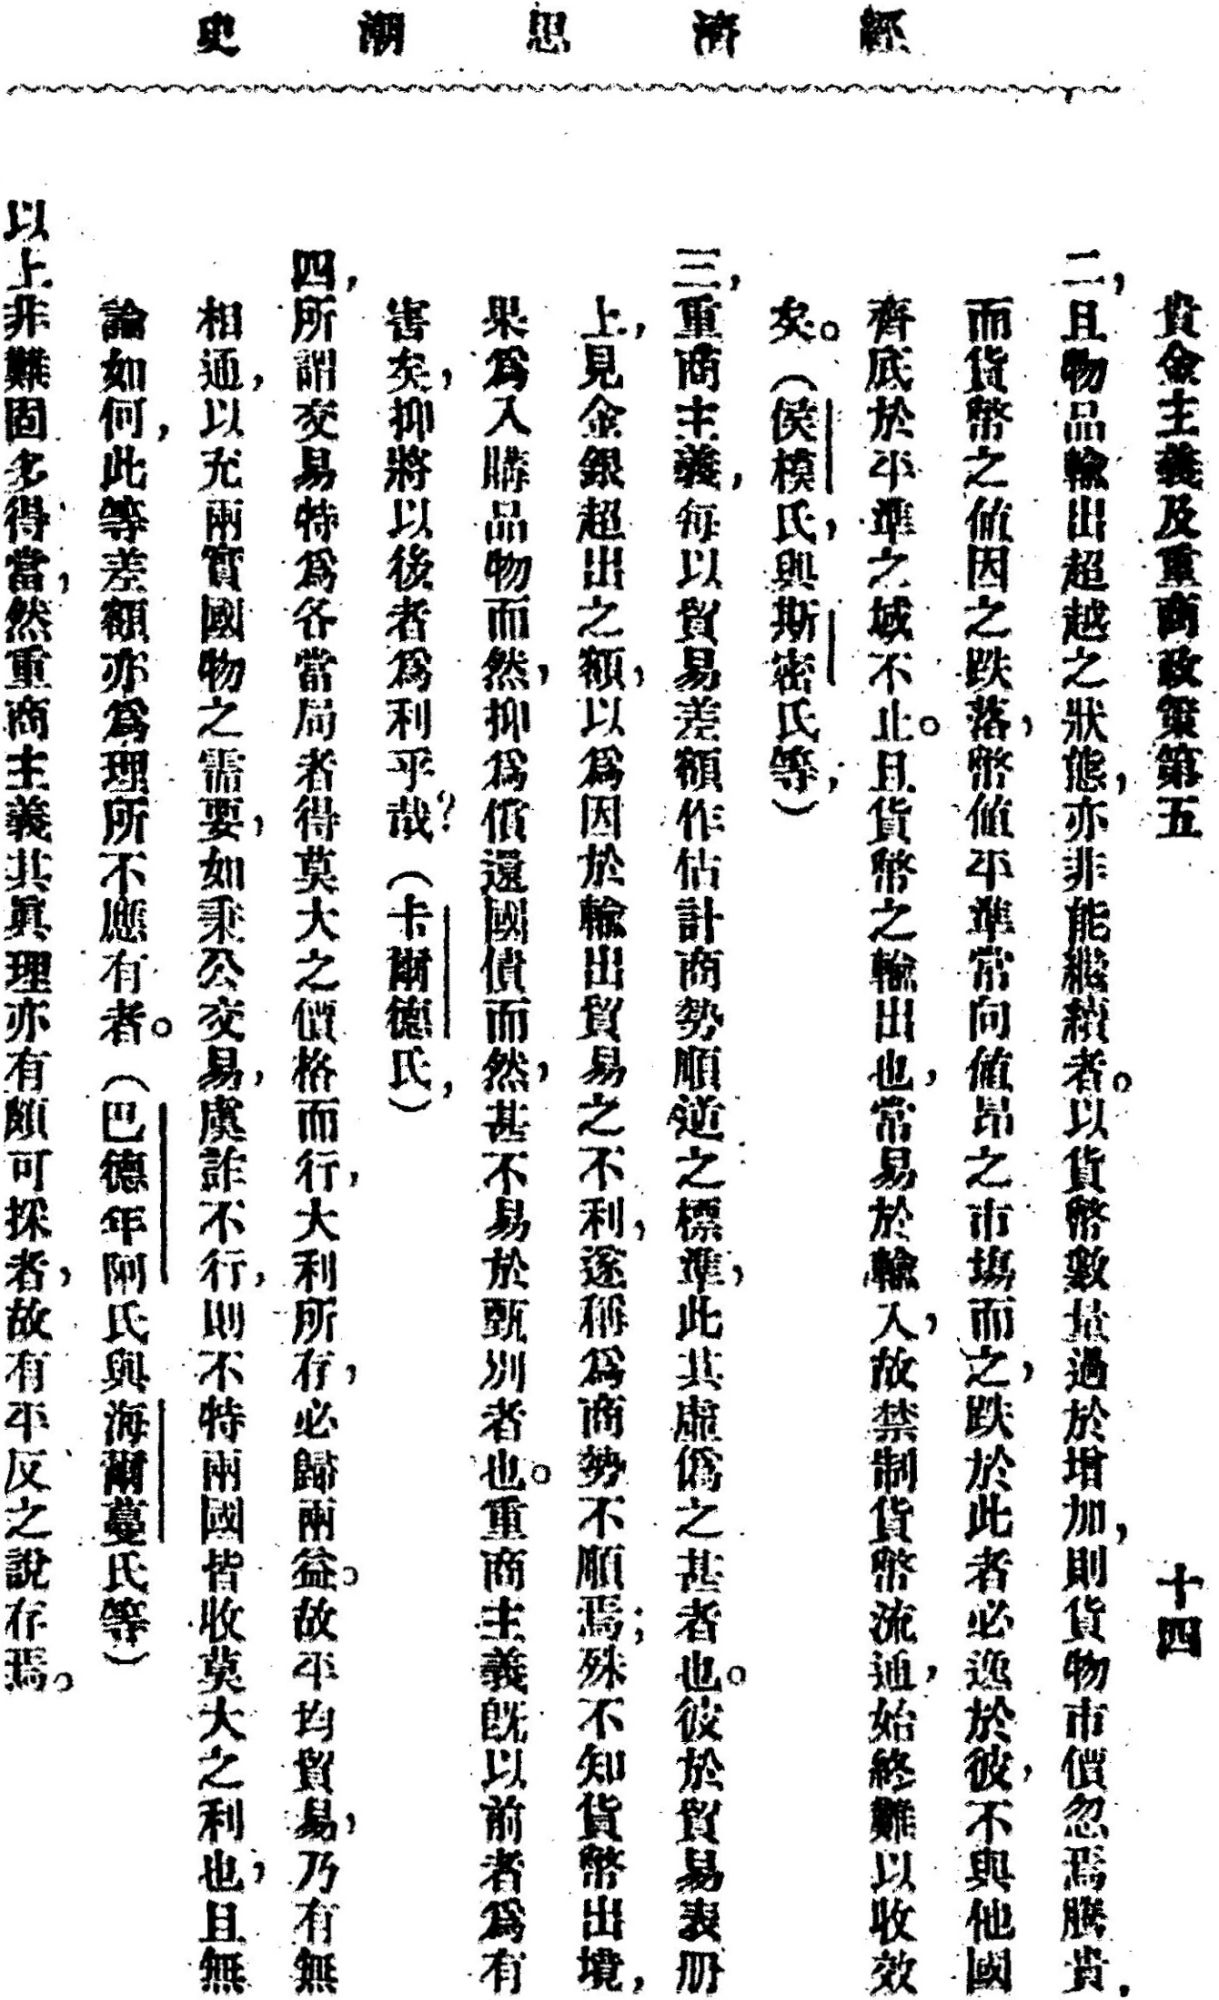 經濟思潮史
貴金主義及重商政策第五 十四
二，且物品輸出超越之狀態，亦非能繼續者。以貨幣數量過於增加，則貨物市價忽焉騰貴，
而貨幣之値因之跌落，幣値平準常向値昂之市場而之，跌於此者必逸於彼，不與他國
齊底於平準之域不止。且貨幣之輸出也，常易於輸入，故禁制貨幣流通，始終難以收效
矣。（侯模氏，與斯密氏等，）
三，重商主義，每以貿易差額作估計商勢順逆之標準，此其虛僞之甚者也。彼於貿易表册
上，見金銀超出之額，以爲因於輸出貿易之不利，遂稱爲商勢不順焉；殊不知貨幣出境，
果爲入購品物而然，抑爲償還國債而然，甚不易於甄別者也。重商主義旣以前者爲有
害矣，抑將以後者爲利乎哉？（卡爾德氏，）
四，所謂交易特爲各當局者得莫大之價格而行，大利所存，必歸兩益。故平均貿易，乃有無
相通，以充兩實國物之需要，如秉公交易，虞詐不行，則不特兩國皆收莫大之利也，且無
論如何，此等差額亦爲理所不應有者。（巴德年阿氏與海爾蔓氏等）
以上非難固多得當，然重商主義其眞理亦有頗可採者，故有平反之說存焉。